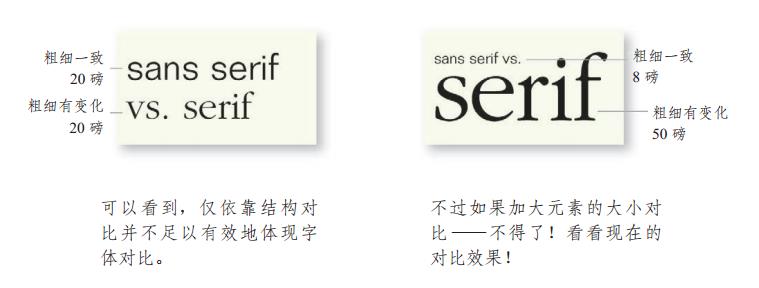 粗细一致
20 磅
粗细有变化
20 磅
sans serif
vs. serif
可以看到，仅依靠结构对
比并不足以有效地体现字
体对比。
sans serif vs.
serif
粗细一致
8 磅
粗细有变化
50 磅
不过如果加大元素的大小对
比——不得了！看看现在的
对比效果！